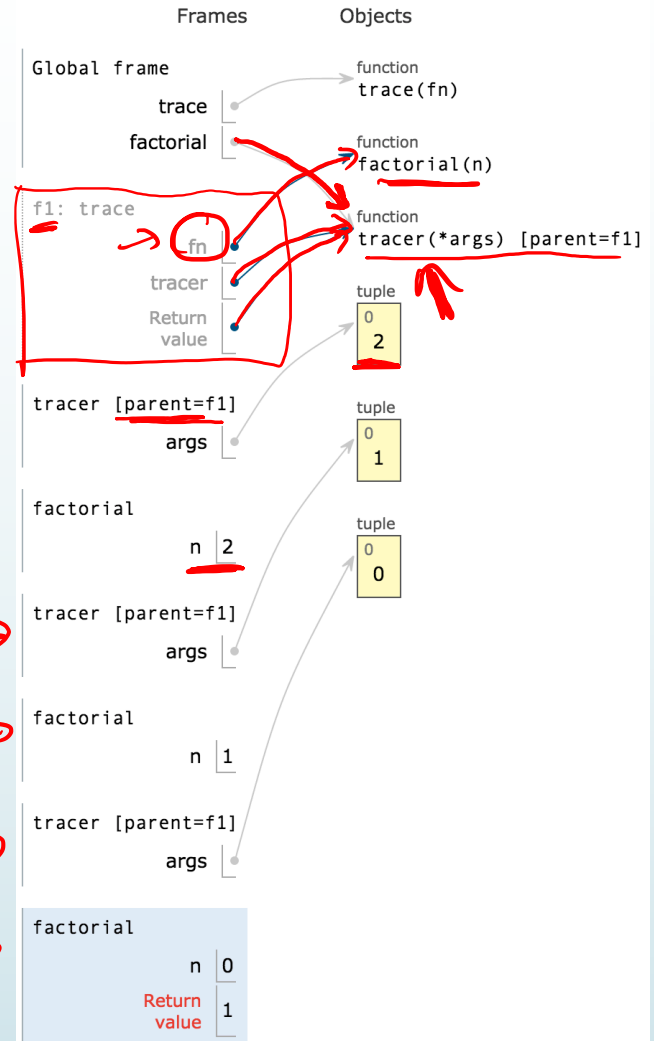 Frames Objects
Global frame
function
trace(fn)
trace
factorial
function
factorial(n)
f1: trace
function
tracer(*args) [parent=f1]
fn
tracer
Return
value
tuple
0
2
tracer [parent=f1]
args
tuple
0
1
factorial
n 2
tuple
0
0
tracer [parent=f1]
args
factorial
n 1
tracer [parent=f1]
args
factorial
n 0
Return
value
1